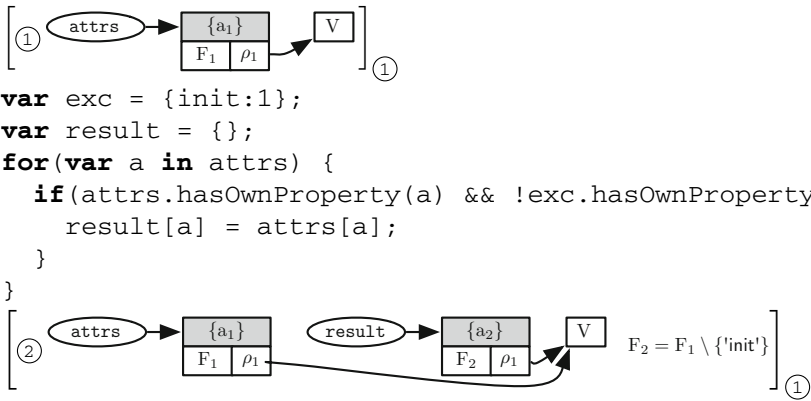 ① attrs {a₁} V
F₁ ρ₁ ①
var exc = {init:1};
var result = {};
for(var a in attrs) {
if(attrs.hasOwnProperty(a) && !exc.hasOwnProperty
result[a] = attrs[a];
}
}
② attrs {a₁} result {a₂} V F₂ = F₁ \ {'init'}
F₁ ρ₁ F₂ ρ₁ ①